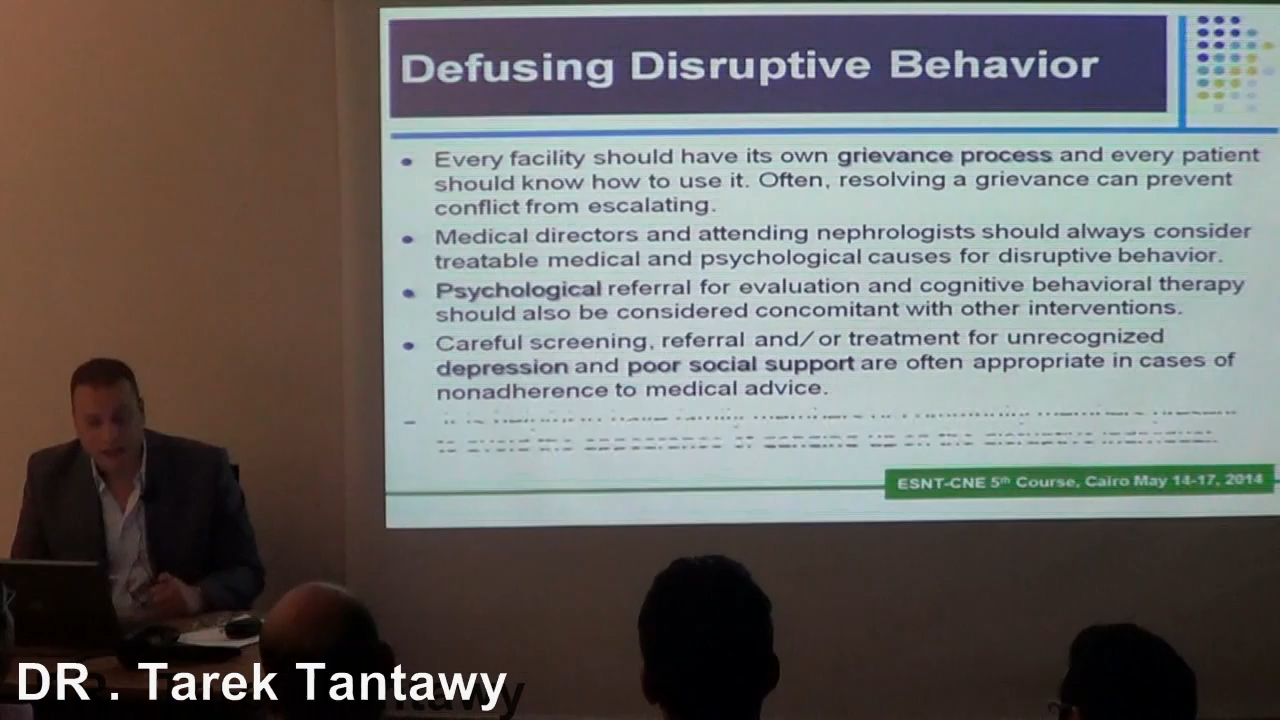 Defusing Disruptive Behavior
• Every facility should have its own grievance process and every patient
should know how to use it. Often, resolving a grievance can prevent
conflict from escalating.
• Medical directors and attending nephrologists should always consider
treatable medical and psychological causes for disruptive behavior.
• Psychological referral for evaluation and cognitive behavioral therapy
should also be considered concomitant with other interventions.
• Careful screening, referral and/or treatment for unrecognized
depression and poor social support are often appropriate in cases of
nonadherence to medical advice.
ESNT-CNE 5th Course, Cairo May 14-17, 2014
DR . Tarek Tantawy